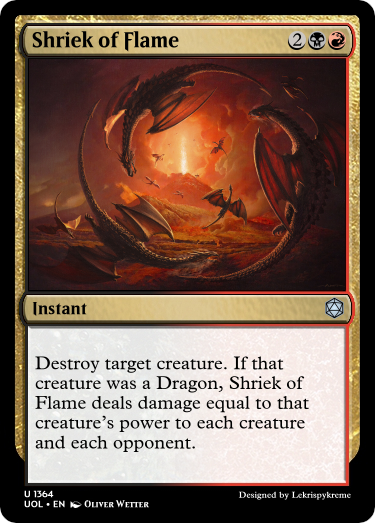 Shriek of Flame 2
Instant
Destroy target creature. If that
creature was a Dragon, Shriek of
Flame deals damage equal to that
creature's power to each creature
and each opponent.
U 1364
UOL • EN Oliver Wetter
Designed by Lekrispykreme